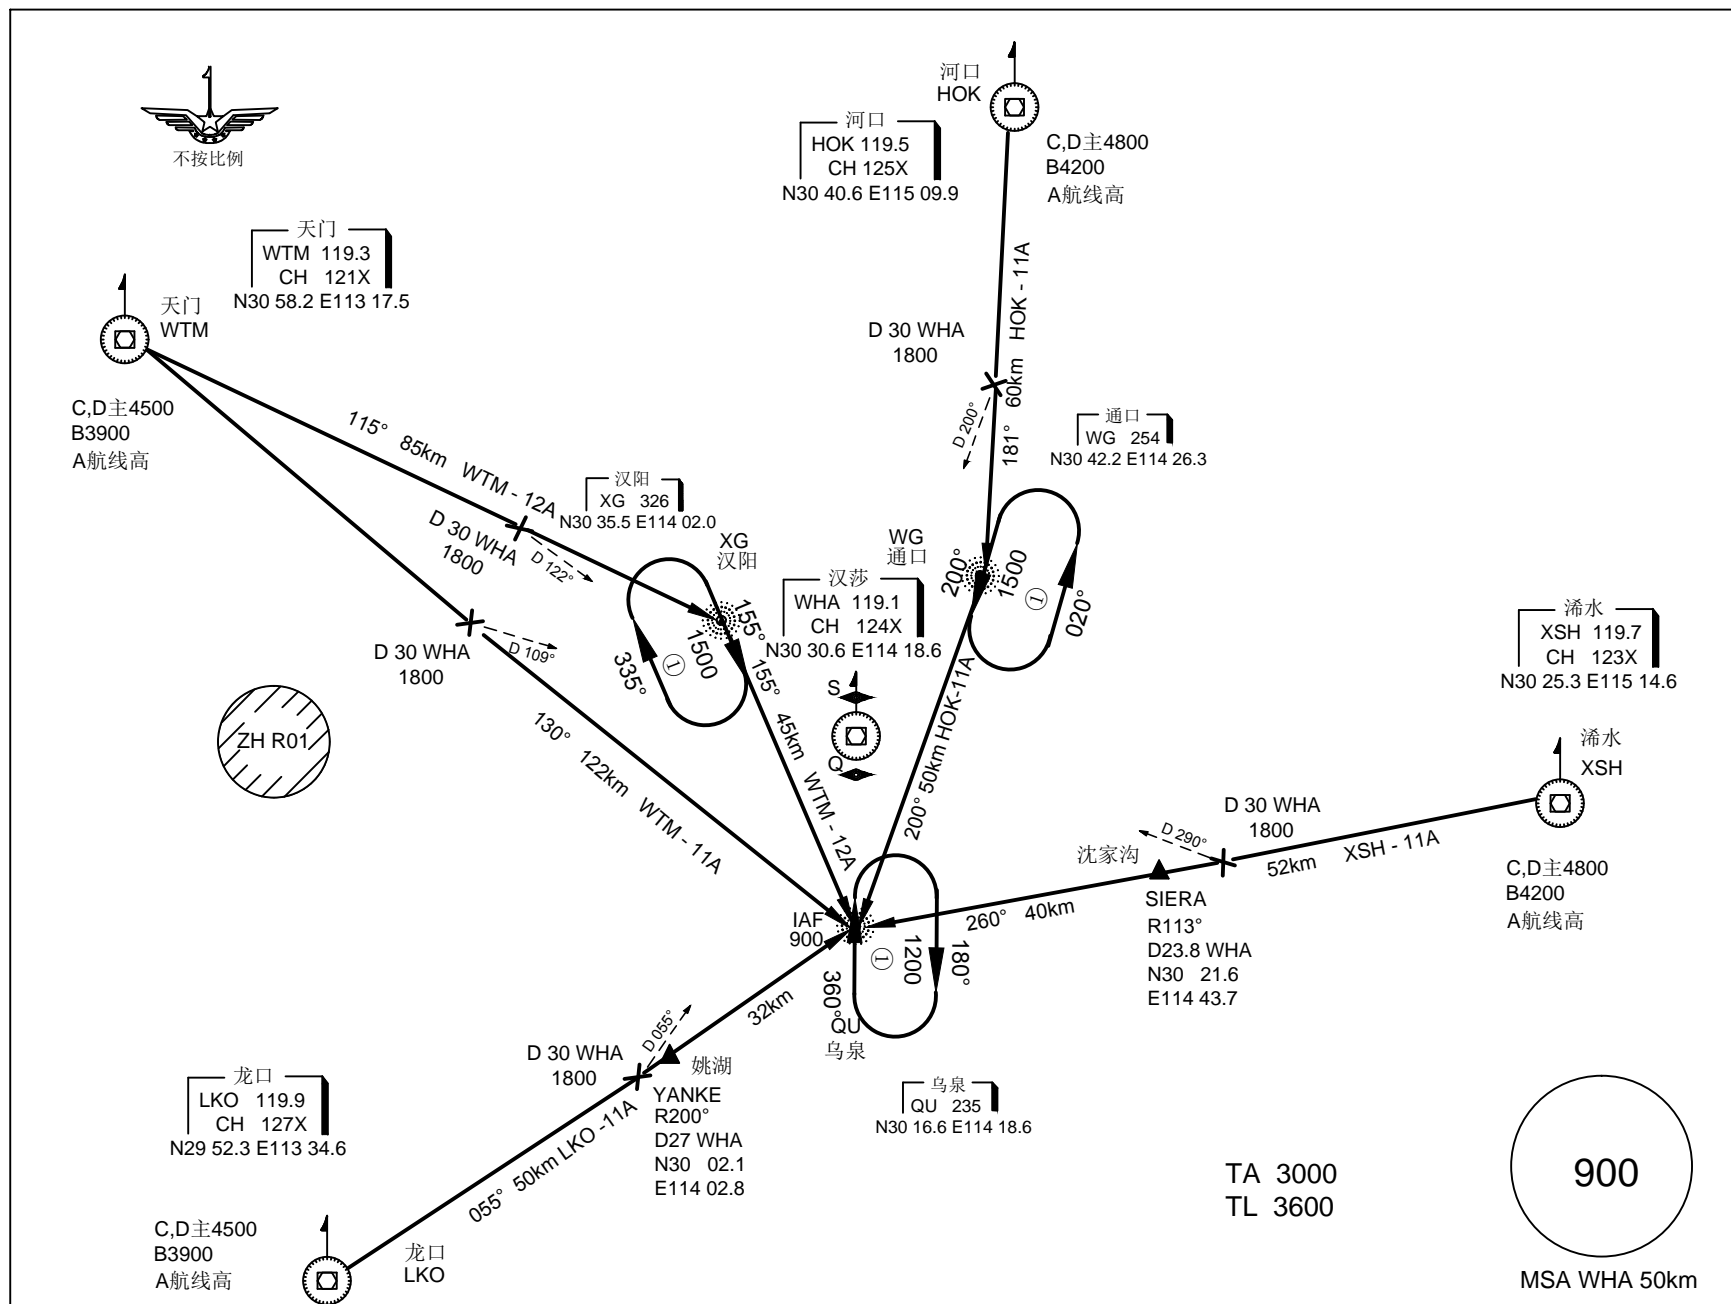 不按比例
河口
HOK
河口
HOK 119.5
CH 125X
N30 40.6 E115 09.9
C,D主4800
B4200
A航线高
天门
WTM 119.3
CH 121X
N30 58.2 E113 17.5
天门
WTM
C,D主4500
B3900
A航线高
D 30 WHA
1800
D 200°
181° 60km HOK - 11A
通口
WG 254
N30 42.2 E114 26.3
115° 85km WTM - 12A
D 30 WHA
1800
D 122°
汉阳
XG 326
N30 35.5 E114 02.0
XG
汉阳
WG
通口
200°
1500
①
020°
汉莎
WHA 119.1
CH 124X
N30 30.6 E114 18.6
S
Q
155°
1500
①
335°
155° 45km WTM - 12A
D 30 WHA
1800
D 109°
130° 122km WTM - 11A
ZH R01
200° 50km HOK-11A
浠水
XSH 119.7
CH 123X
N30 25.3 E115 14.6
浠水
XSH
D 30 WHA
1800
D 290°
52km XSH - 11A
C,D主4800
B4200
A航线高
沈家沟
SIERA
R113°
D23.8 WHA
N30 21.6
E114 43.7
260° 40km
IAF
900
①
1200
180°
360°
QU
乌泉
乌泉
QU 235
N30 16.6 E114 18.6
32km
D 055°
D 30 WHA
1800
姚湖
YANKE
R200°
D27 WHA
N30 02.1
E114 02.8
龙口
LKO 119.9
CH 127X
N29 52.3 E113 34.6
055° 50km LKO -11A
C,D主4500
B3900
A航线高
龙口
LKO
TA 3000
TL 3600
900
MSA WHA 50km